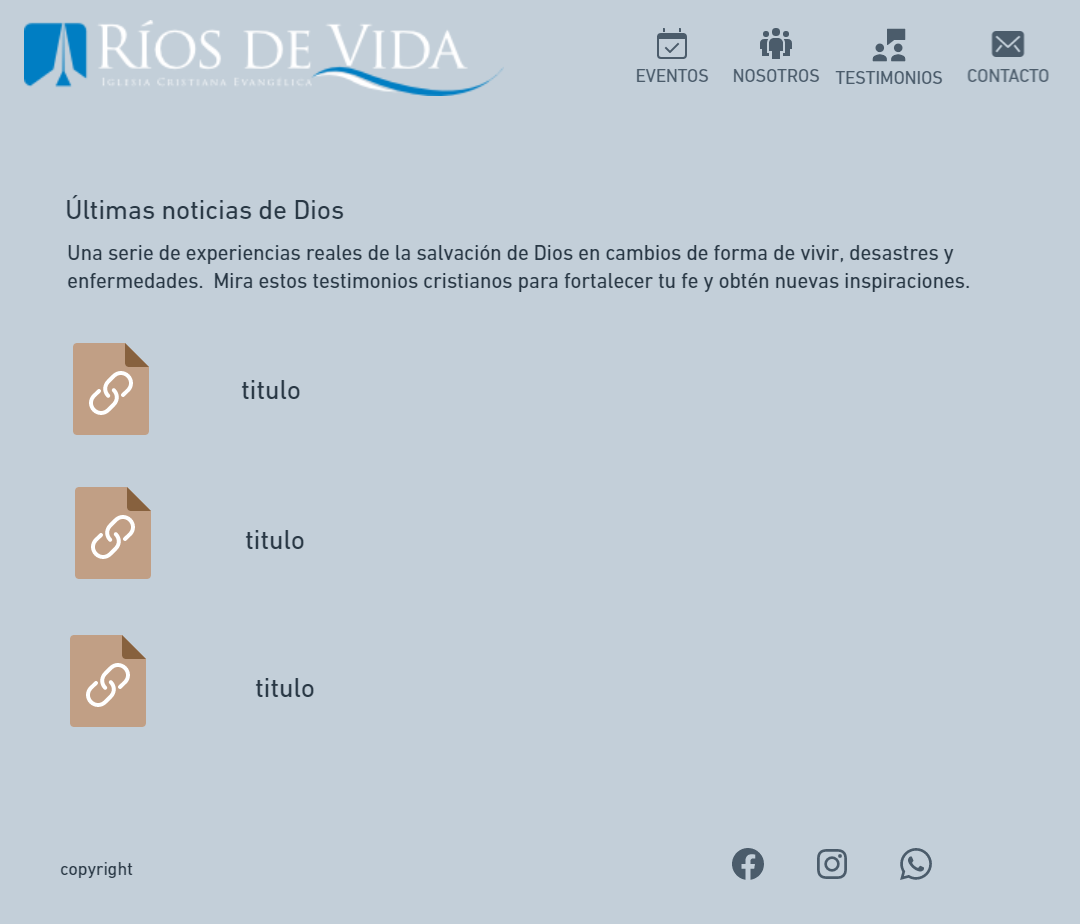 RÍOS DE VIDA
IGLESIA CRISTIANA EVANGÉLICA
EVENTOS
NOSOTROS
TESTIMONIOS
CONTACTO
Últimas noticias de Dios
Una serie de experiencias reales de la salvación de Dios en cambios de forma de vivir, desastres y
enfermedades.  Mira estos testimonios cristianos para fortalecer tu fe y obtén nuevas inspiraciones.
titulo
titulo
titulo
copyright